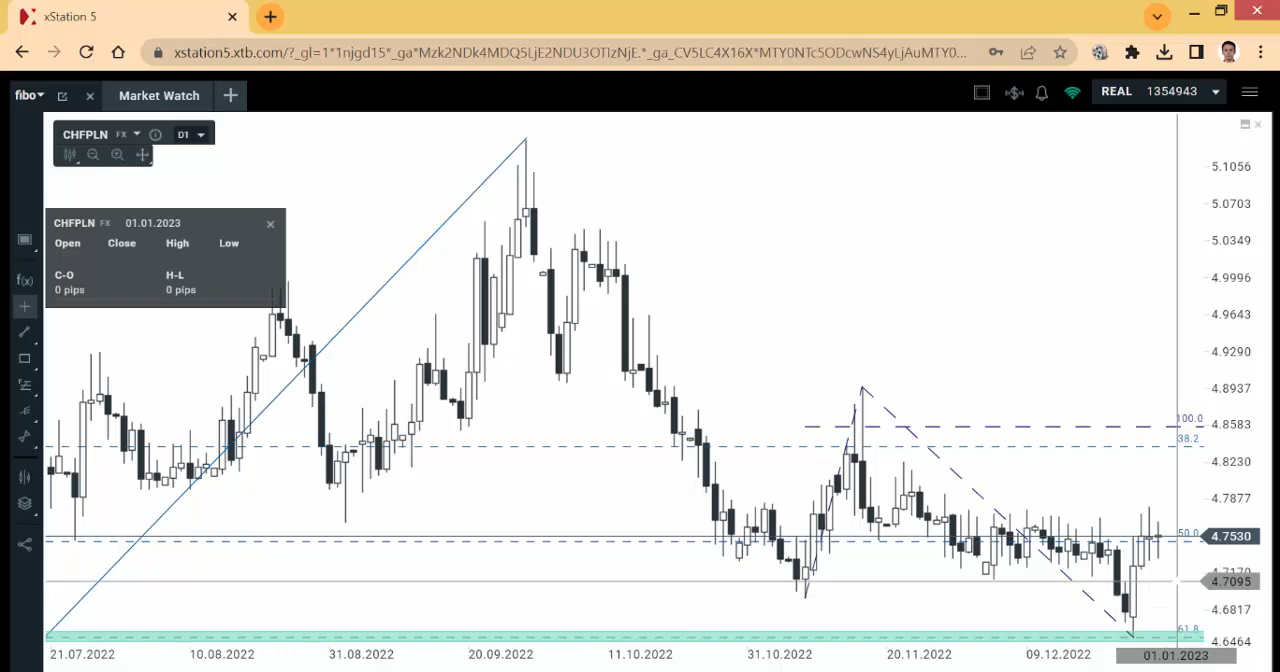 xStation 5
xstation5.xtb.com/?_gl=1*1njgd15*_ga*Mzk2NDk4MDQ5LjE2NDU3OTIzNjE.*_ga_CV5LC4X16X*MTY0NTc5ODcwNS4yLjAuMTY0...
fibo
Market Watch
REAL 1354943
CHFPLN FX D1
CHFPLN FX 01.01.2023
Open Close High Low
C-O H-L
0 pips 0 pips
f(x)
5.1056
5.0703
5.0349
4.9996
4.9643
4.9290
4.8937
100.0
4.8583
38.2
4.8230
4.7877
50.0
4.7530
4.7170
4.7095
4.6817
61.8
4.6464
21.07.2022 10.08.2022 31.08.2022 20.09.2022 11.10.2022 31.10.2022 20.11.2022 09.12.2022 01.01.2023